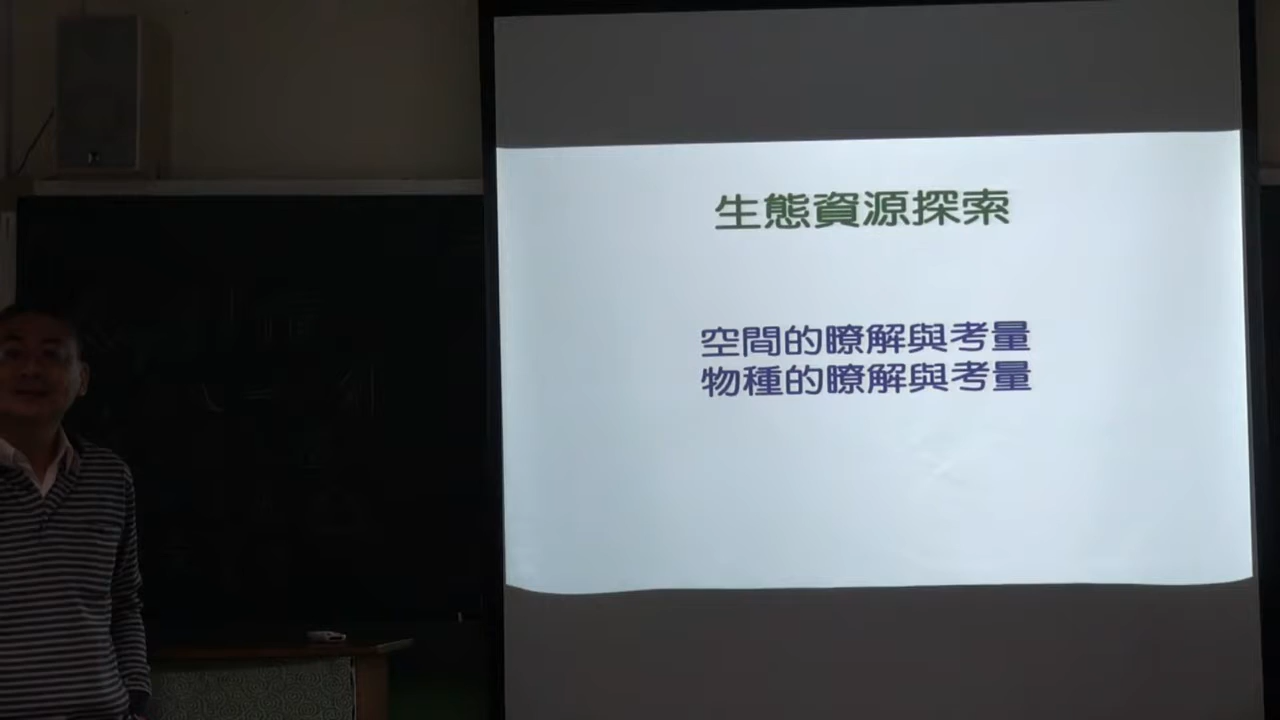 生態資源探索
空間的瞭解與考量
物種的瞭解與考量